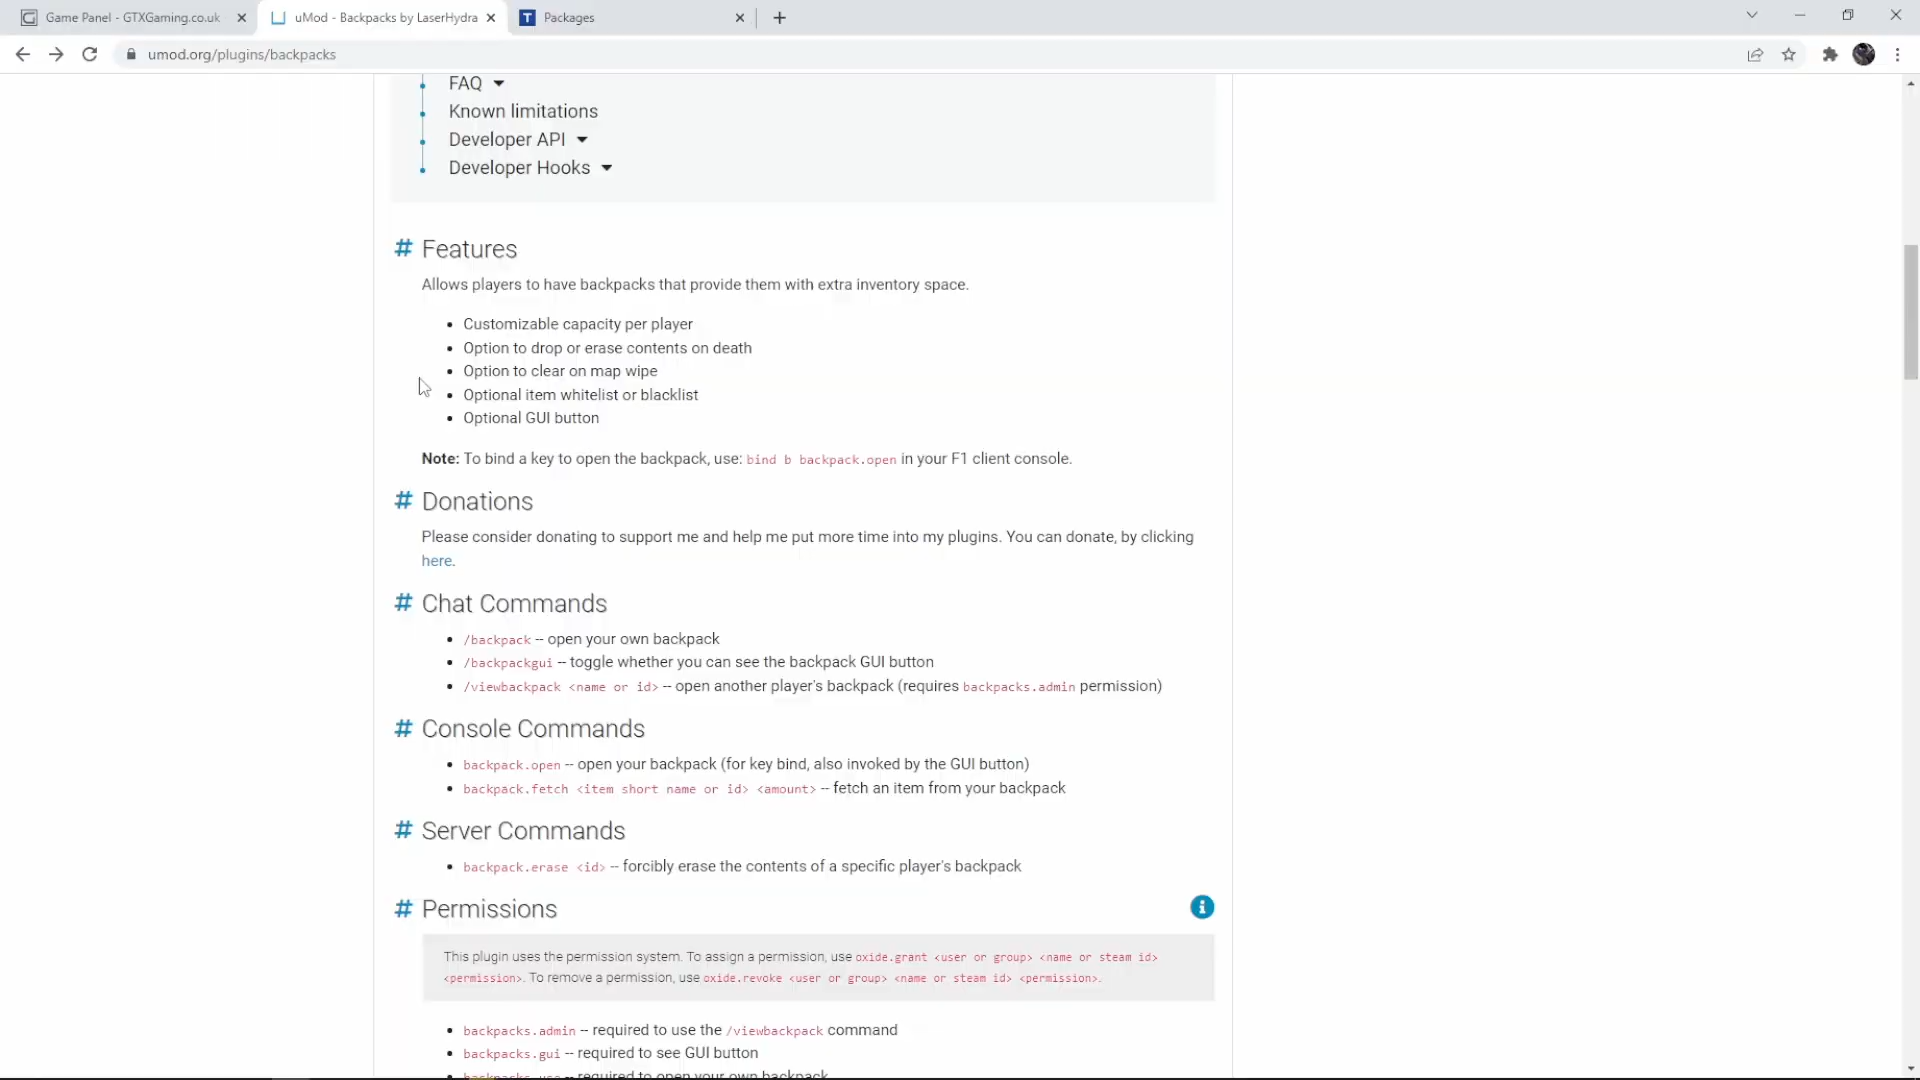 Game Panel - GTXGaming.co.uk
uMod - Backpacks by LaserHydra
Packages
umod.org/plugins/backpacks
FAQ
Known limitations
Developer API
Developer Hooks
# Features
Allows players to have backpacks that provide them with extra inventory space.
Customizable capacity per player
Option to drop or erase contents on death
Option to clear on map wipe
Optional item whitelist or blacklist
Optional GUI button
Note: To bind a key to open the backpack, use: bind b backpack.open in your F1 client console.
# Donations
Please consider donating to support me and help me put more time into my plugins. You can donate, by clicking
here.
# Chat Commands
/backpack -- open your own backpack
/backpackgui -- toggle whether you can see the backpack GUI button
/viewbackpack <name or id> -- open another player's backpack (requires backpacks.admin permission)
# Console Commands
backpack.open -- open your backpack (for key bind, also invoked by the GUI button)
backpack.fetch <item short name or id> <amount> -- fetch an item from your backpack
# Server Commands
backpack.erase <id> -- forcibly erase the contents of a specific player's backpack
# Permissions
This plugin uses the permission system. To assign a permission, use oxide.grant <user or group> <name or steam id>
<permission>. To remove a permission, use oxide.revoke <user or group> <name or steam id> <permission>.
backpacks.admin -- required to use the /viewbackpack command
backpacks.gui -- required to see GUI button
backpacks.use -- required to open your own backpack